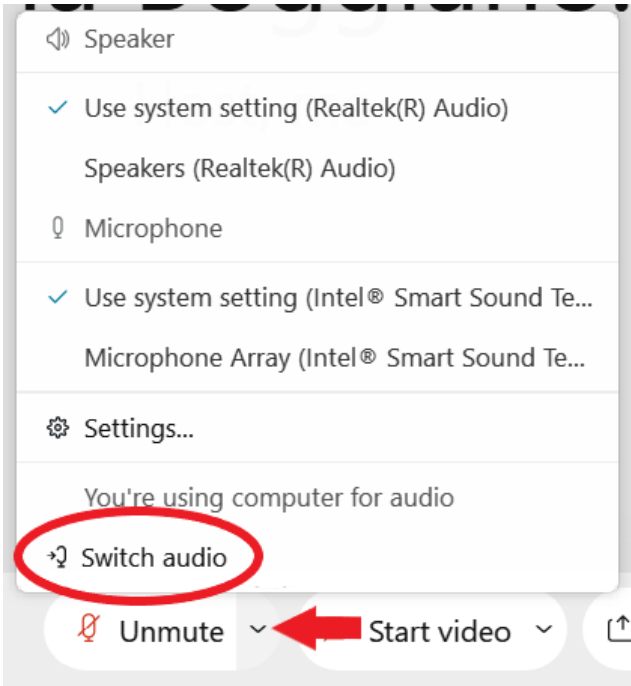 Speaker
Use system setting (Realtek(R) Audio)
Speakers (Realtek(R) Audio)
Microphone
Use system setting (Intel® Smart Sound Te...
Microphone Array (Intel® Smart Sound Te...
Settings...
You're using computer for audio
Switch audio
Unmute
Start video